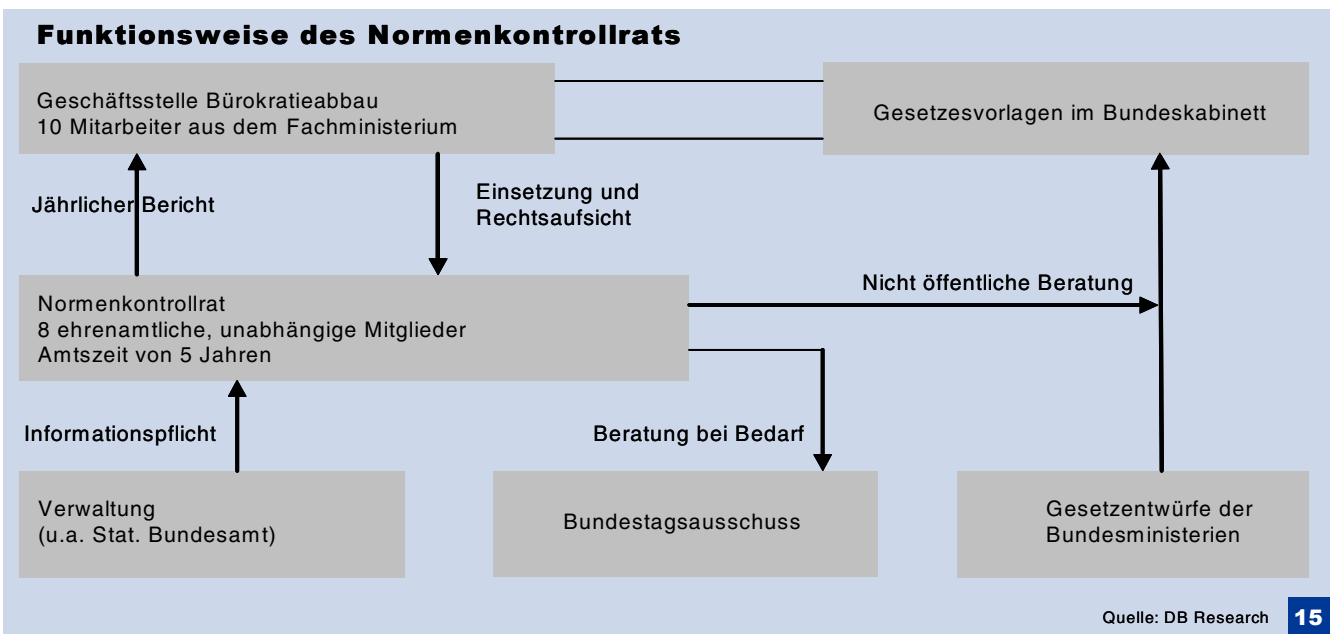 Funktionsweise des Normenkontrollrats
Geschäftsstelle Bürokratieabbau
10 Mitarbeiter aus dem Fachministerium
Gesetzesvorlagen im Bundeskabinett
Jährlicher Bericht
Einsetzung und
Rechtsaufsicht
Nicht öffentliche Beratung
Normenkontrollrat
8 ehrenamtliche, unabhängige Mitglieder
Amtszeit von 5 Jahren
Informationspflicht
Beratung bei Bedarf
Verwaltung
(u.a. Stat. Bundesamt)
Bundestagsausschuss
Gesetzentwürfe der
Bundesministerien
Quelle: DB Research
15